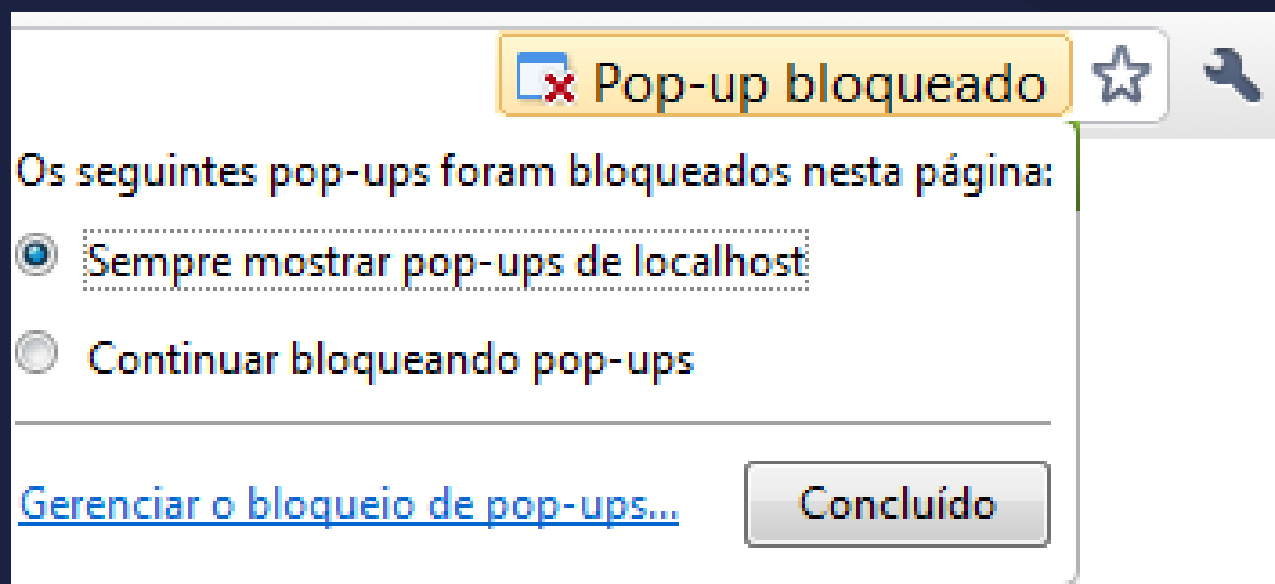 Pop-up bloqueado
Os seguintes pop-ups foram bloqueados nesta página:
Sempre mostrar pop-ups de localhost
Continuar bloqueando pop-ups
Gerenciar o bloqueio de pop-ups...
Concluído